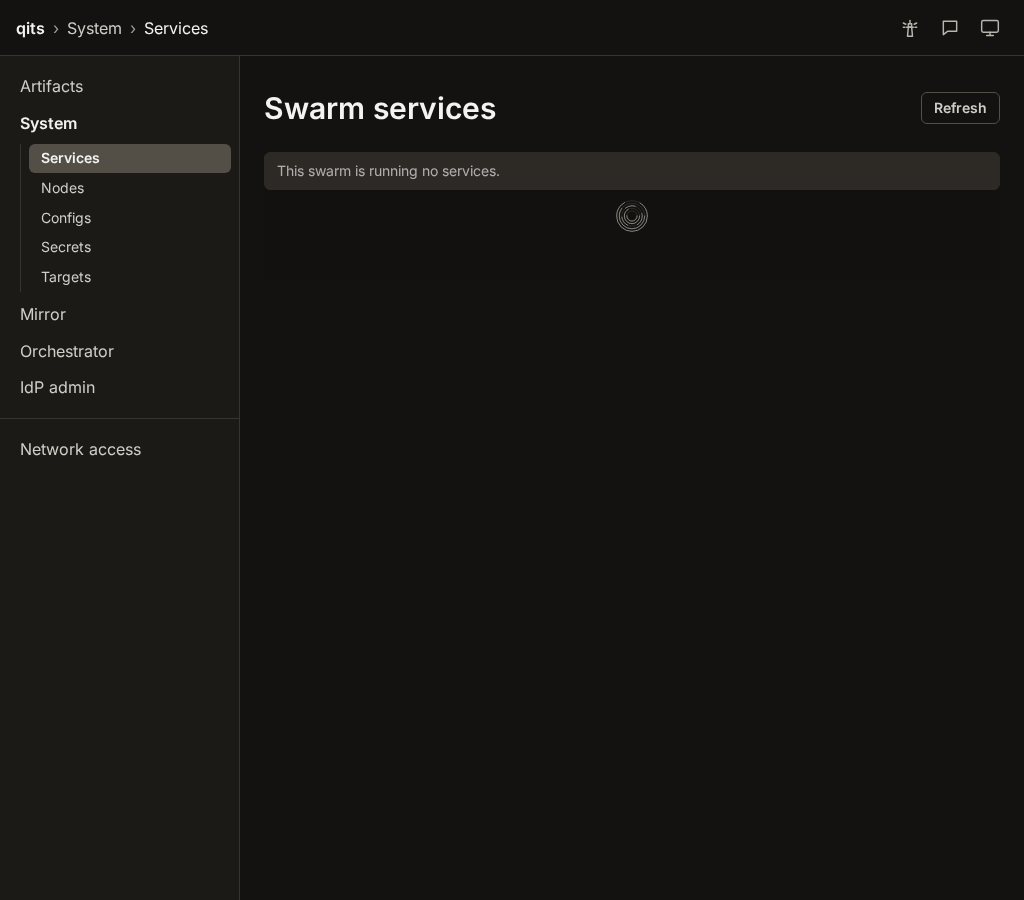 qits › System › Services
Artifacts
System
Services
Nodes
Configs
Secrets
Targets
Mirror
Orchestrator
IdP admin
Network access
Swarm services
Refresh
This swarm is running no services.